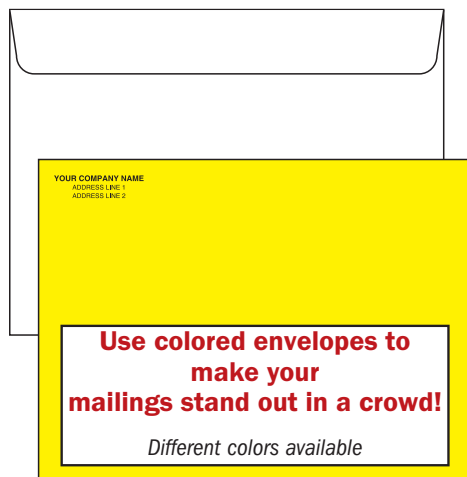 YOUR COMPANY NAME
ADDRESS LINE 1
ADDRESS LINE 2
Use colored envelopes to
make your
mailings stand out in a crowd!
Different colors available